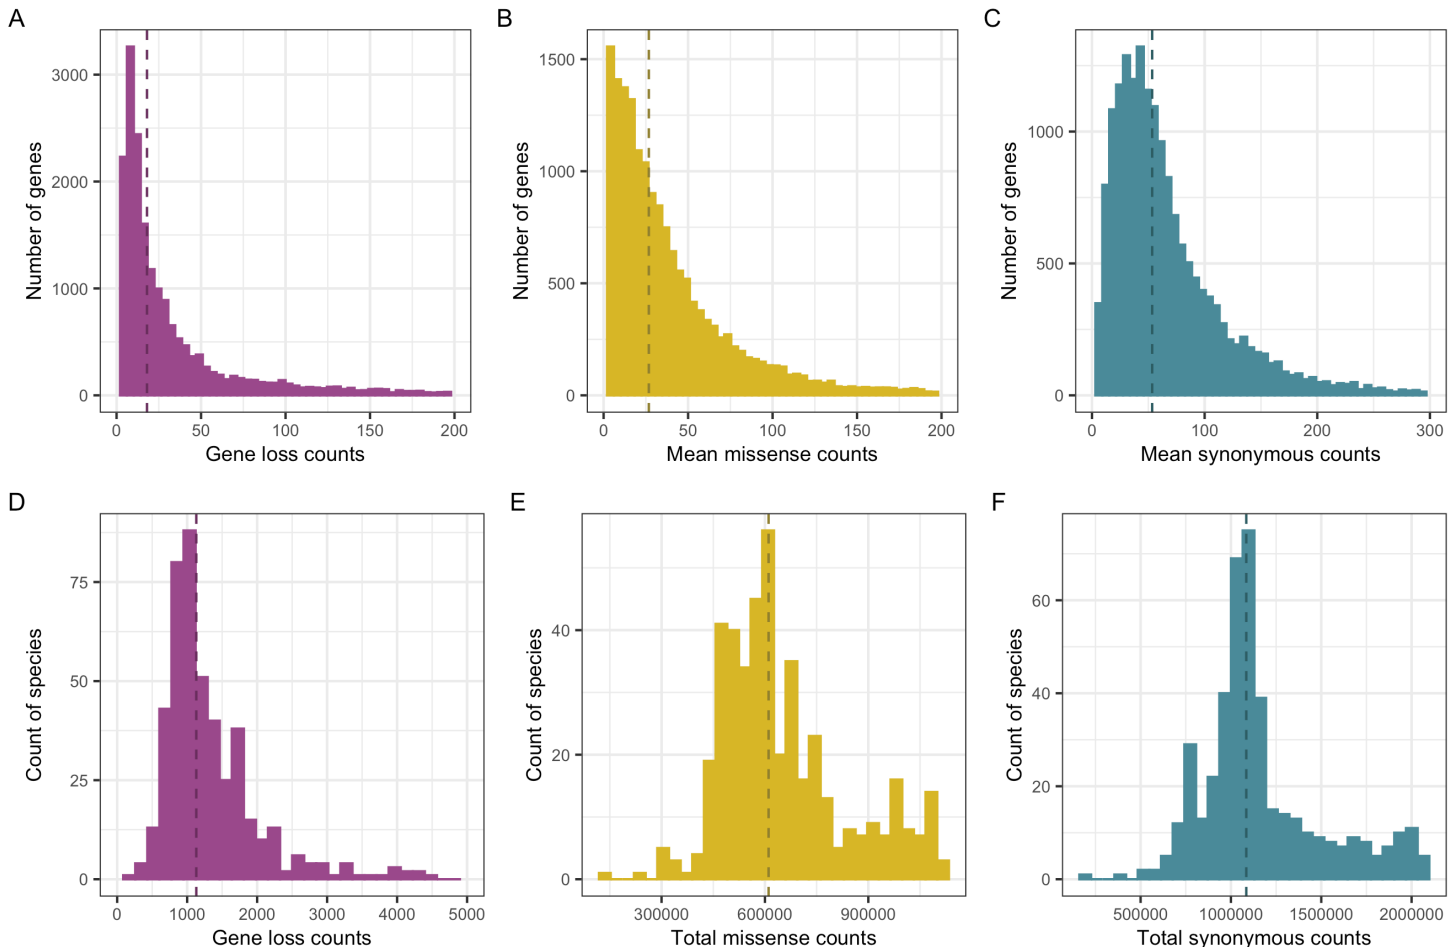 A
Number of genes
3000
2000
1000
0
0 50 100 150 200
Gene loss counts
B
Number of genes
1500
1000
500
0
0 50 100 150 200
Mean missense counts
C
Number of genes
1000
500
0
0 100 200 300
Mean synonymous counts
D
Count of species
75
50
25
0
0 1000 2000 3000 4000 5000
Gene loss counts
E
Count of species
40
20
0
300000 600000 900000
Total missense counts
F
Count of species
60
40
20
0
500000 1000000 1500000 2000000
Total synonymous counts